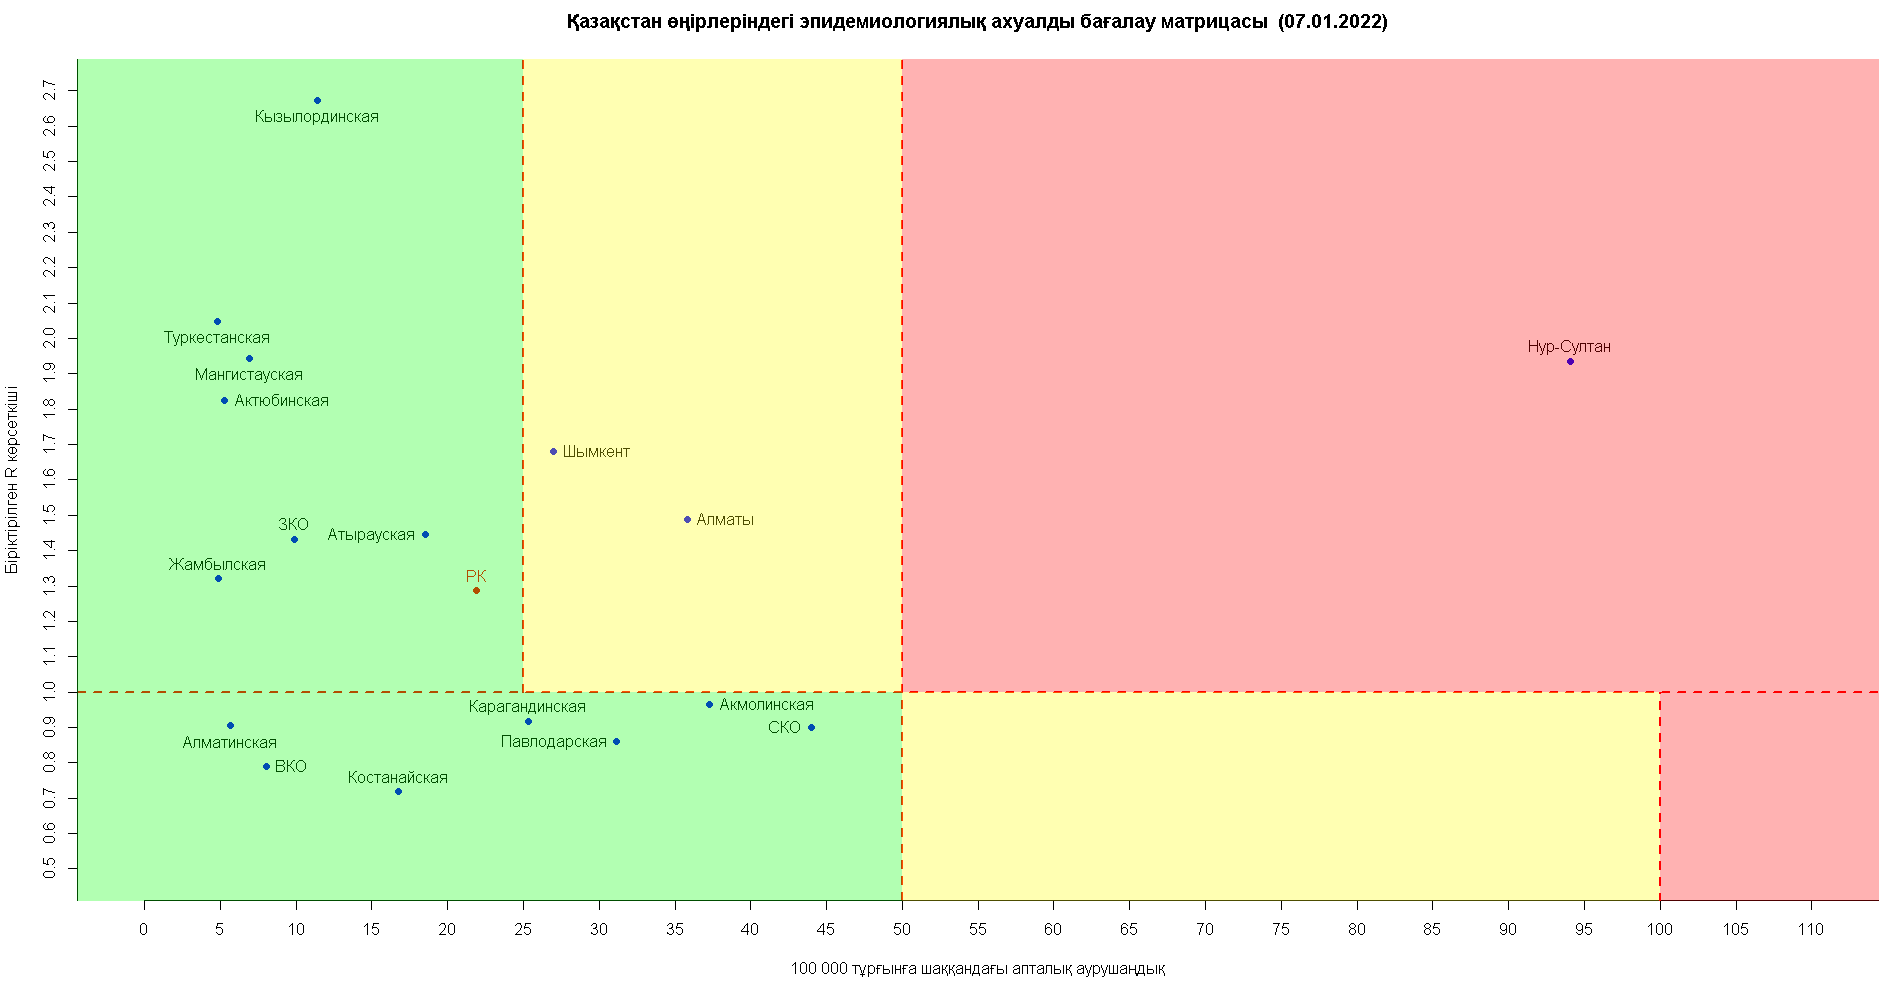 Қазақстан өңірлеріндегі эпидемиологиялық ахуалды бағалау матрицасы (07.01.2022)
Біріктірілген R көрсеткіші
2.7
2.6
2.5
2.4
2.3
2.2
2.1
2.0
1.9
1.8
1.7
1.6
1.5
1.4
1.3
1.2
1.1
1.0
0.9
0.8
0.7
0.6
0.5
Кызылординская
Туркестанская
Нур-Султан
Мангистауская
Актюбинская
Шымкент
Алматы
ЗКО
Атырауская
Жамбылская
РК
Карагандинская
Акмолинская
СКО
Алматинская
Павлодарская
ВКО
Костанайская
0 5 10 15 20 25 30 35 40 45 50 55 60 65 70 75 80 85 90 95 100 105 110
100 000 тұрғынға шаққандағы апталық аурушаңдық